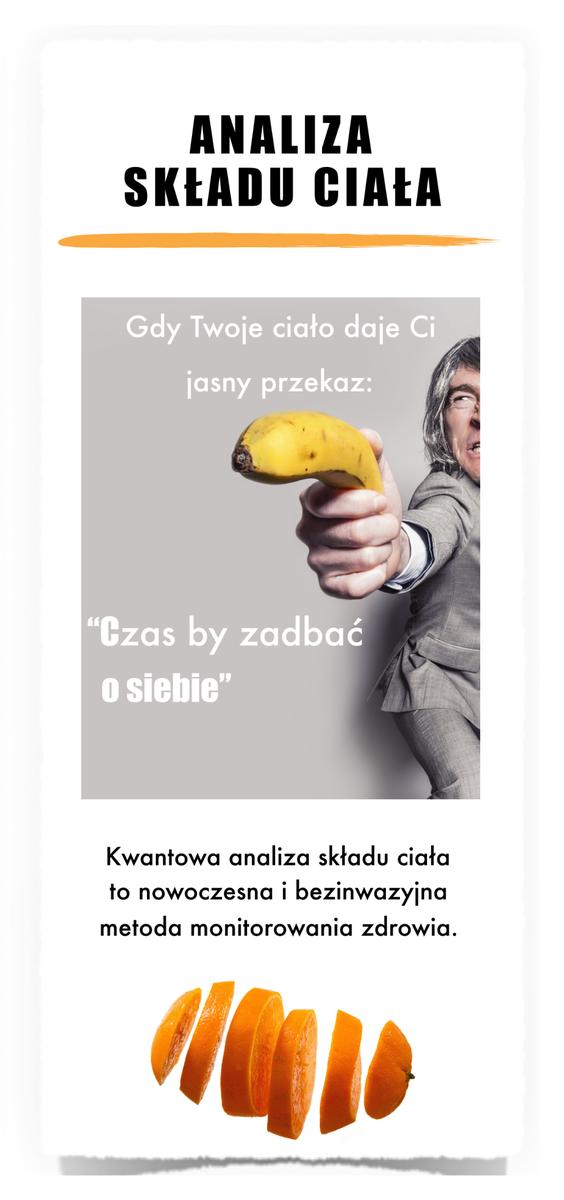 ANALIZA
SKŁADU CIAŁA
Gdy Twoje ciało daje Ci
jasny przekaz:
“Czas by zadbać
o siebie”
Kwantowa analiza składu ciała
to nowoczesna i bezinwazyjna
metoda monitorowania zdrowia.